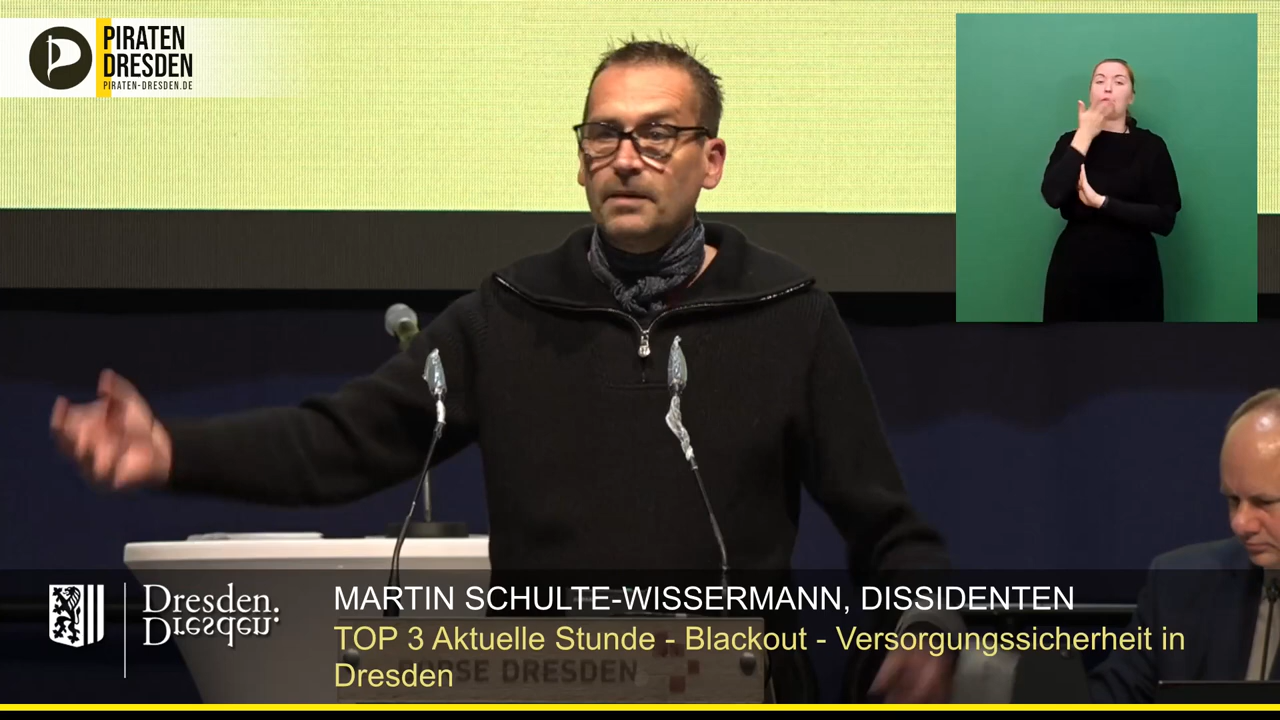 PIRATEN
DRESDEN
PIRATEN-DRESDEN.DE
Dresden.
Dresden.
MARTIN SCHULTE-WISSERMANN, DISSIDENTEN
TOP 3 Aktuelle Stunde - Blackout - Versorgungssicherheit in
Dresden
DRESDEN